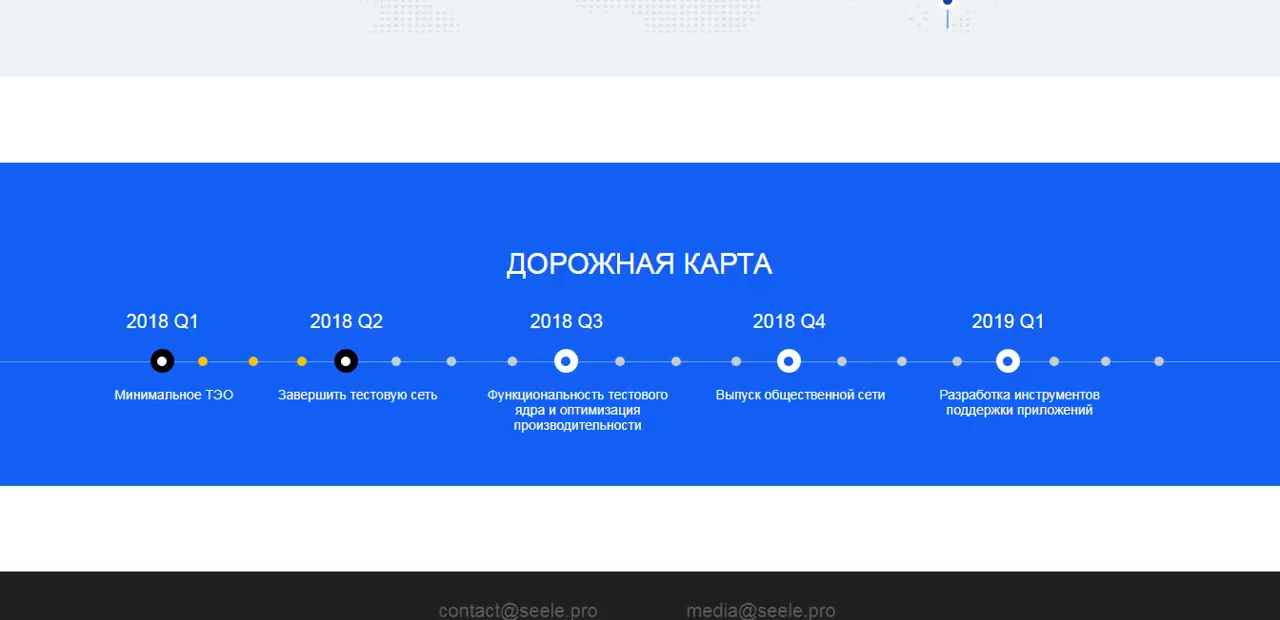 ДОРОЖНАЯ КАРТА
2018 Q1
2018 Q2
2018 Q3
2018 Q4
2019 Q1
Минимальное ТЭО
Завершить тестовую сеть
Функциональность тестового
ядра и оптимизация
производительности
Выпуск общественной сети
Разработка инструментов
поддержки приложений
contact@seele.pro
media@seele.pro